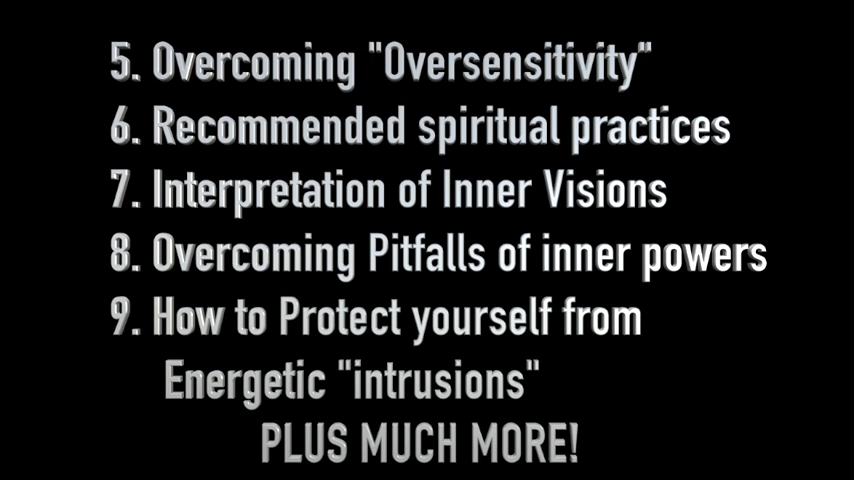 5. Overcoming "Oversensitivity"
6. Recommended spiritual practices
7. Interpretation of Inner Visions
8. Overcoming Pitfalls of inner powers
9. How to Protect yourself from
Energetic "intrusions"
PLUS MUCH MORE!